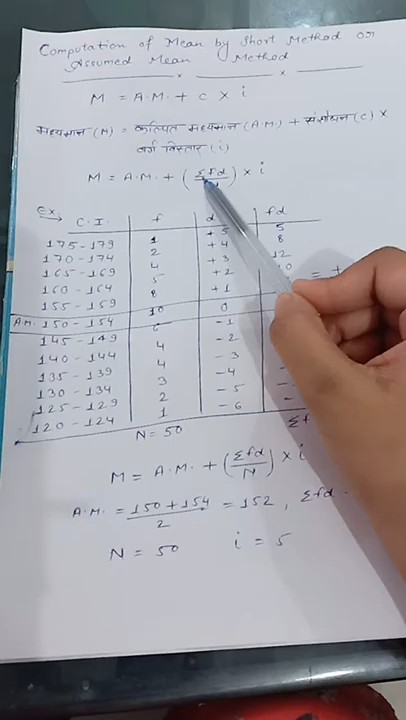 Computation of Mean by Short Method or
Assumed Mean Method
M = A.M. + C × i
मध्यमान (M) = कल्पित मध्यमान (A.M.) + संशोधन (C) ×
वर्ग विस्तार (i)
M = A.M. + (Σfd/N) × i
Ex. C.I. f d fd
175-179 1 +5 5
170-174 2 +4 8
165-169 4 +3 12
160-164 5 +2 10
155-159 8 +1
A.M. 150-154 10 0
145-149 6 -1
140-144 4 -2
135-139 4 -3
130-134 3 -4
125-129 2 -5
120-124 1 -6
N = 50 Σf
M = A.M. + (Σfd/N) × i
A.M. = 150+154/2 = 152, Σfd
N = 50 i = 5